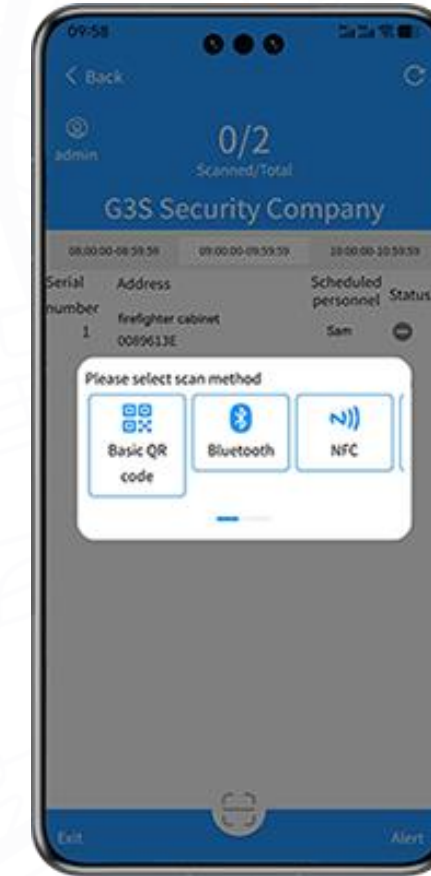 09:58
Back
admin
0/2
Scanned/Total
G3S Security Company
08:00:00-08:59:59 09:00:00-09:59:59 10:00:00-10:59:59
Serial number Address Scheduled personnel Status
1 firefighter cabinet 0089613E Sam
Please select scan method
Basic QR code
Bluetooth
NFC
Exit
Alert